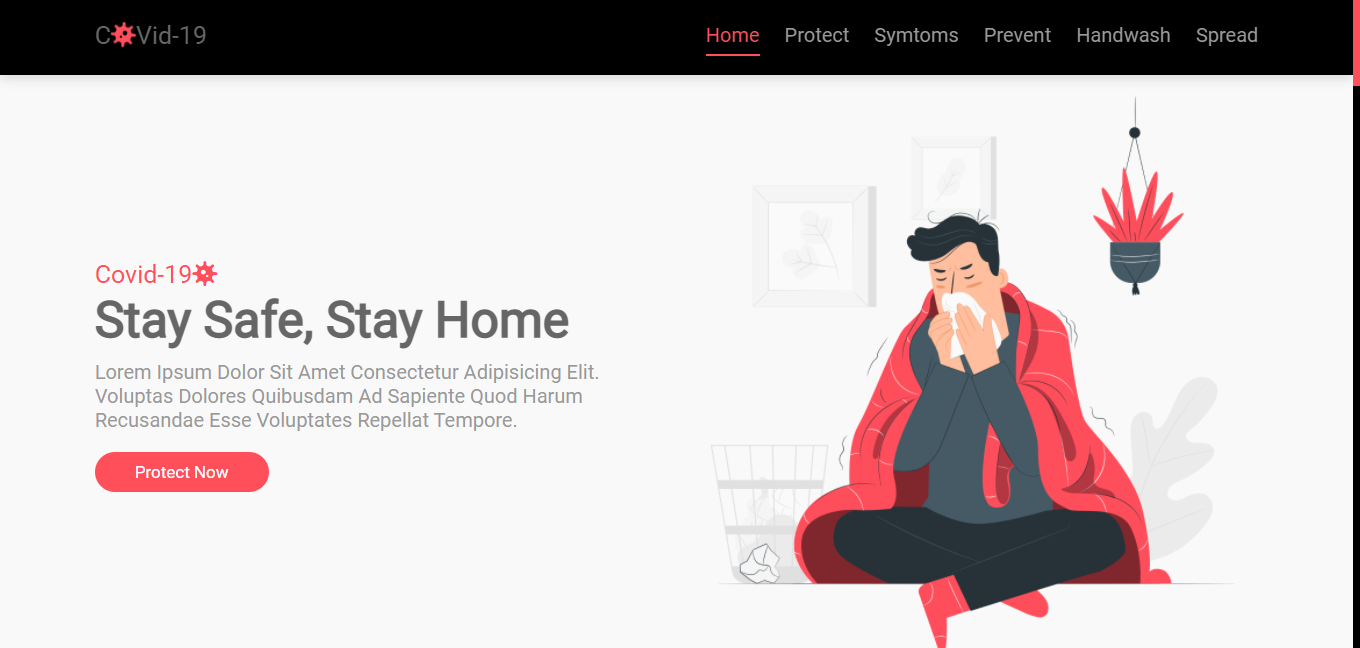 CoVid-19 Home Protect Symtoms Prevent Handwash Spread
Covid-19
Stay Safe, Stay Home
Lorem Ipsum Dolor Sit Amet Consectetur Adipisicing Elit.
Voluptas Dolores Quibusdam Ad Sapiente Quod Harum
Recusandae Esse Voluptates Repellat Tempore.
Protect Now